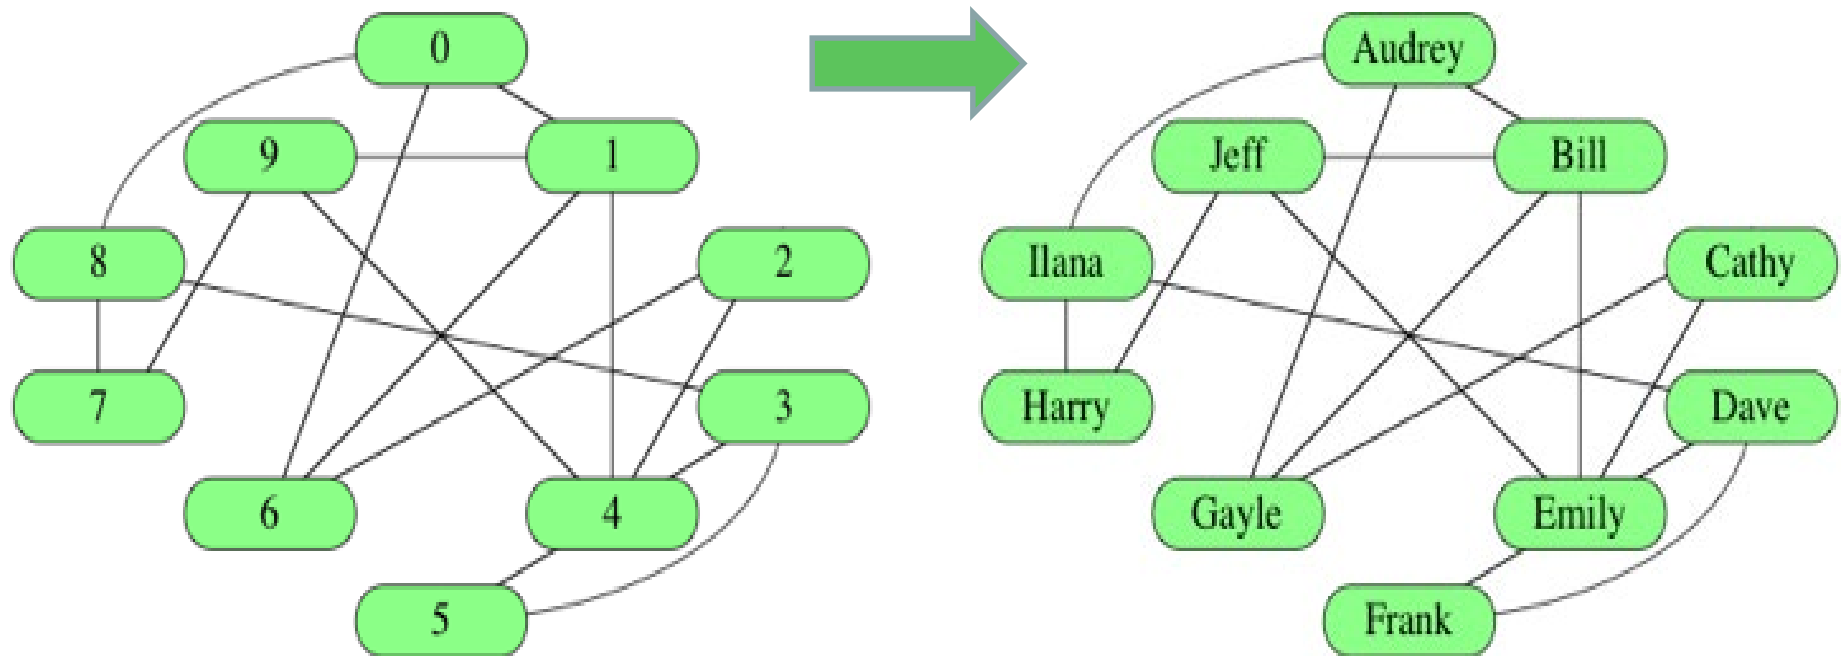 0
9
1
8
2
7
3
6
4
5
Audrey
Jeff
Bill
Ilana
Cathy
Harry
Dave
Gayle
Emily
Frank